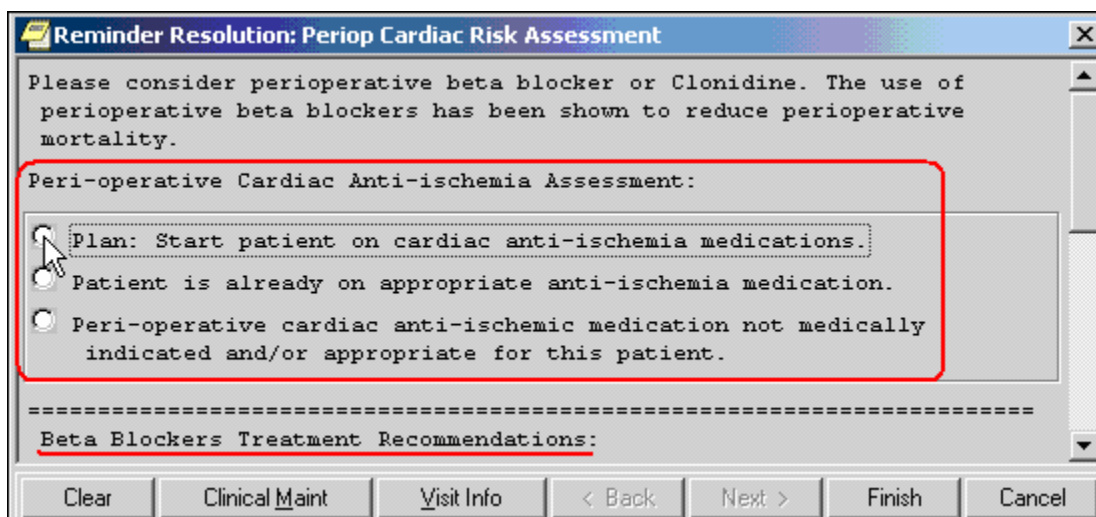 Reminder Resolution: Periop Cardiac Risk Assessment
Please consider perioperative beta blocker or Clonidine. The use of
perioperative beta blockers has been shown to reduce perioperative
mortality.
Peri-operative Cardiac Anti-ischemia Assessment:
Plan: Start patient on cardiac anti-ischemia medications.
Patient is already on appropriate anti-ischemia medication.
Peri-operative cardiac anti-ischemic medication not medically
indicated and/or appropriate for this patient.
========================================================================
Beta Blockers Treatment Recommendations:
Clear Clinical Maint Visit Info < Back Next > Finish Cancel